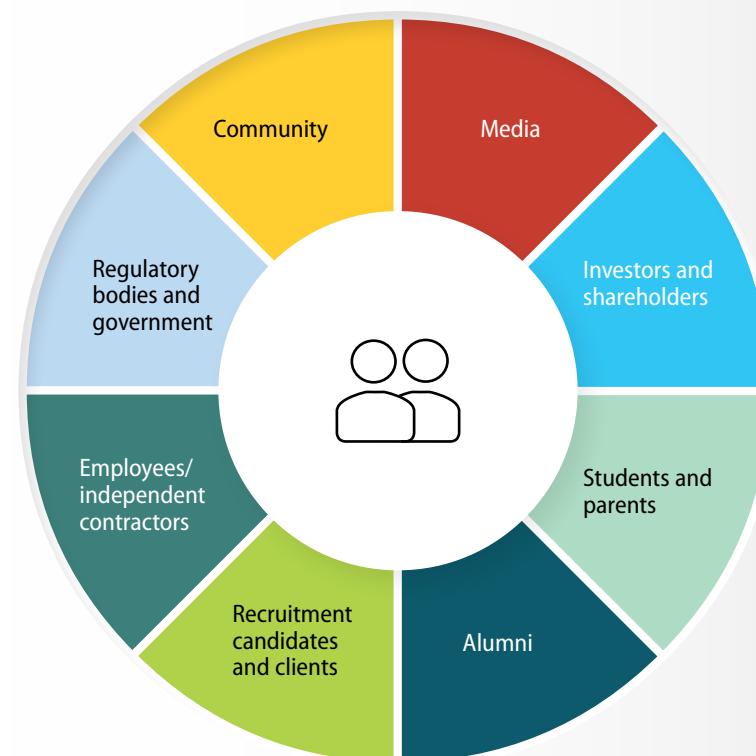 Community
Media
Regulatory
bodies and
government
Investors and
shareholders
Employees/
independent
contractors
Students and
parents
Recruitment
candidates
and clients
Alumni